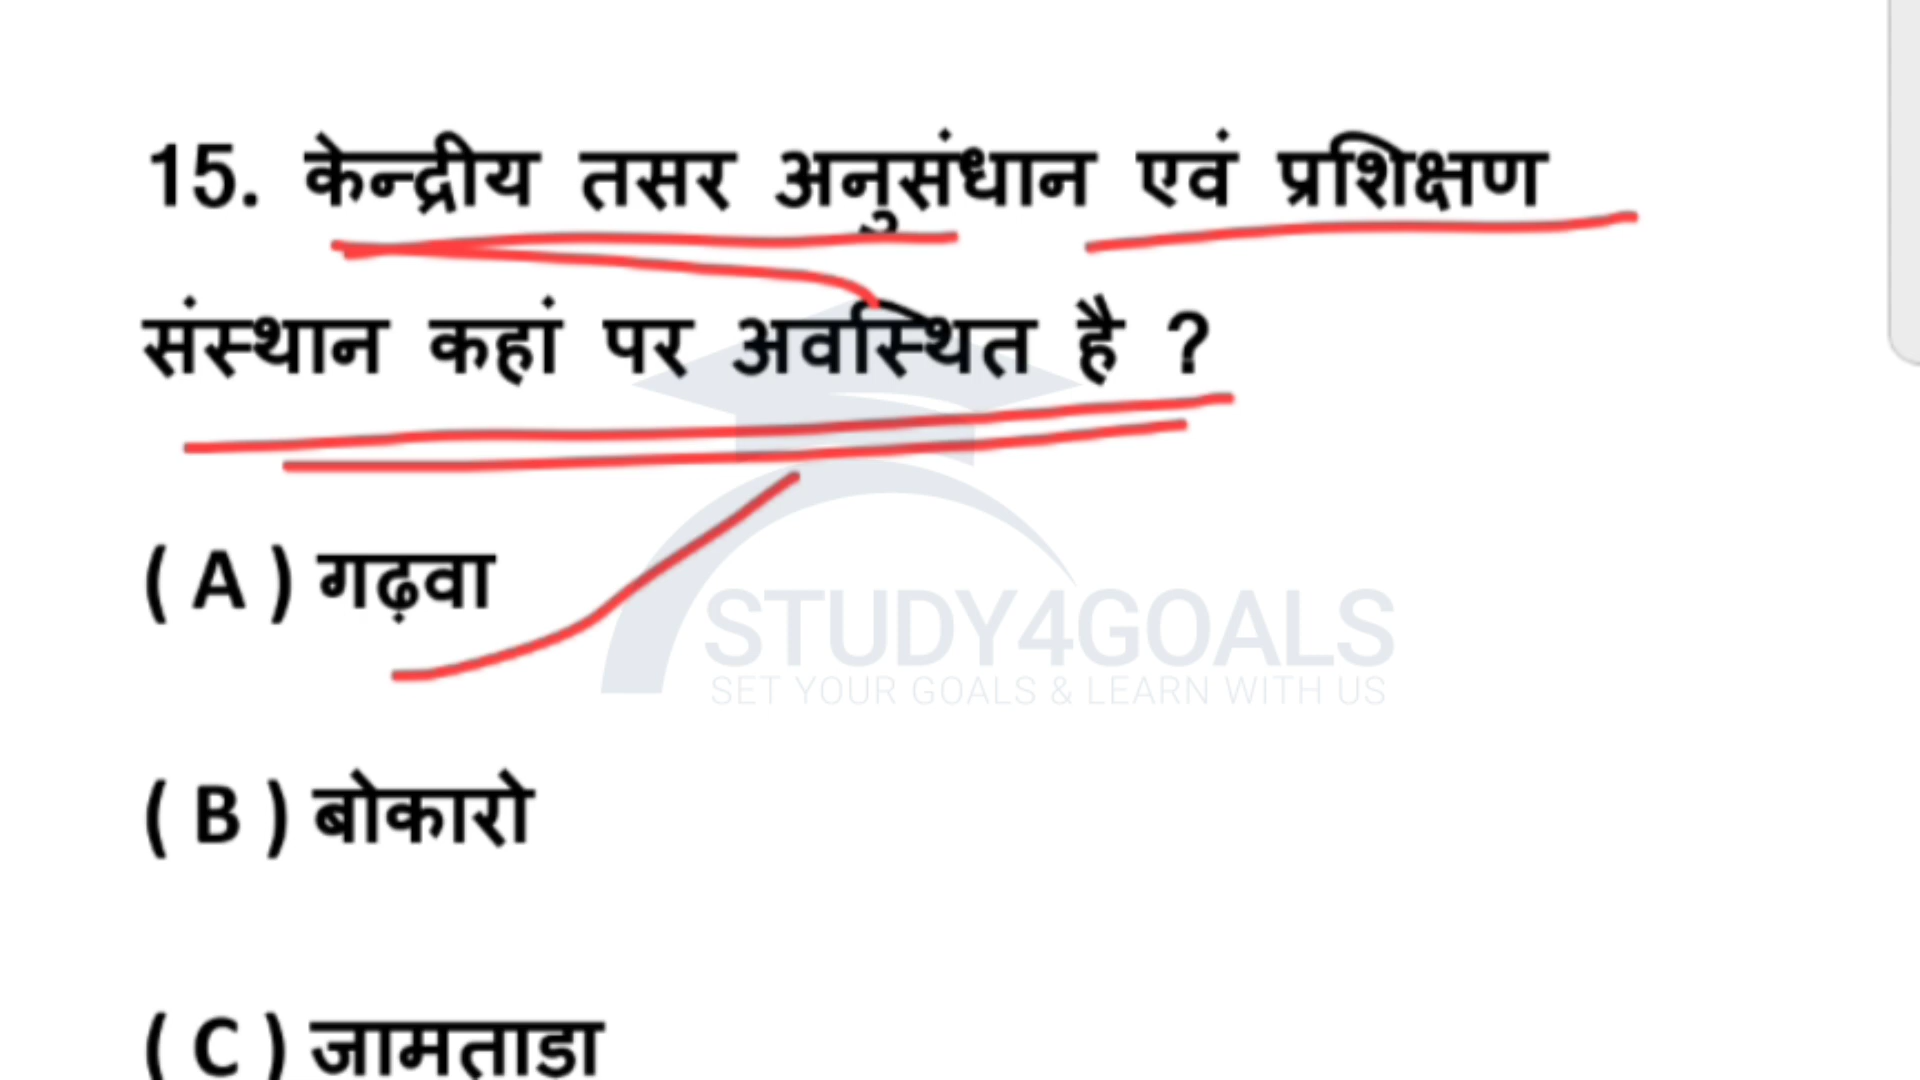 15. केन्द्रीय तसर अनुसंधान एवं प्रशिक्षण
संस्थान कहां पर अवस्थित है ?
( A ) गढ़वा
STUDY4GOALS
SET YOUR GOALS & LEARN WITH US
( B ) बोकारो
( C ) जामताडा